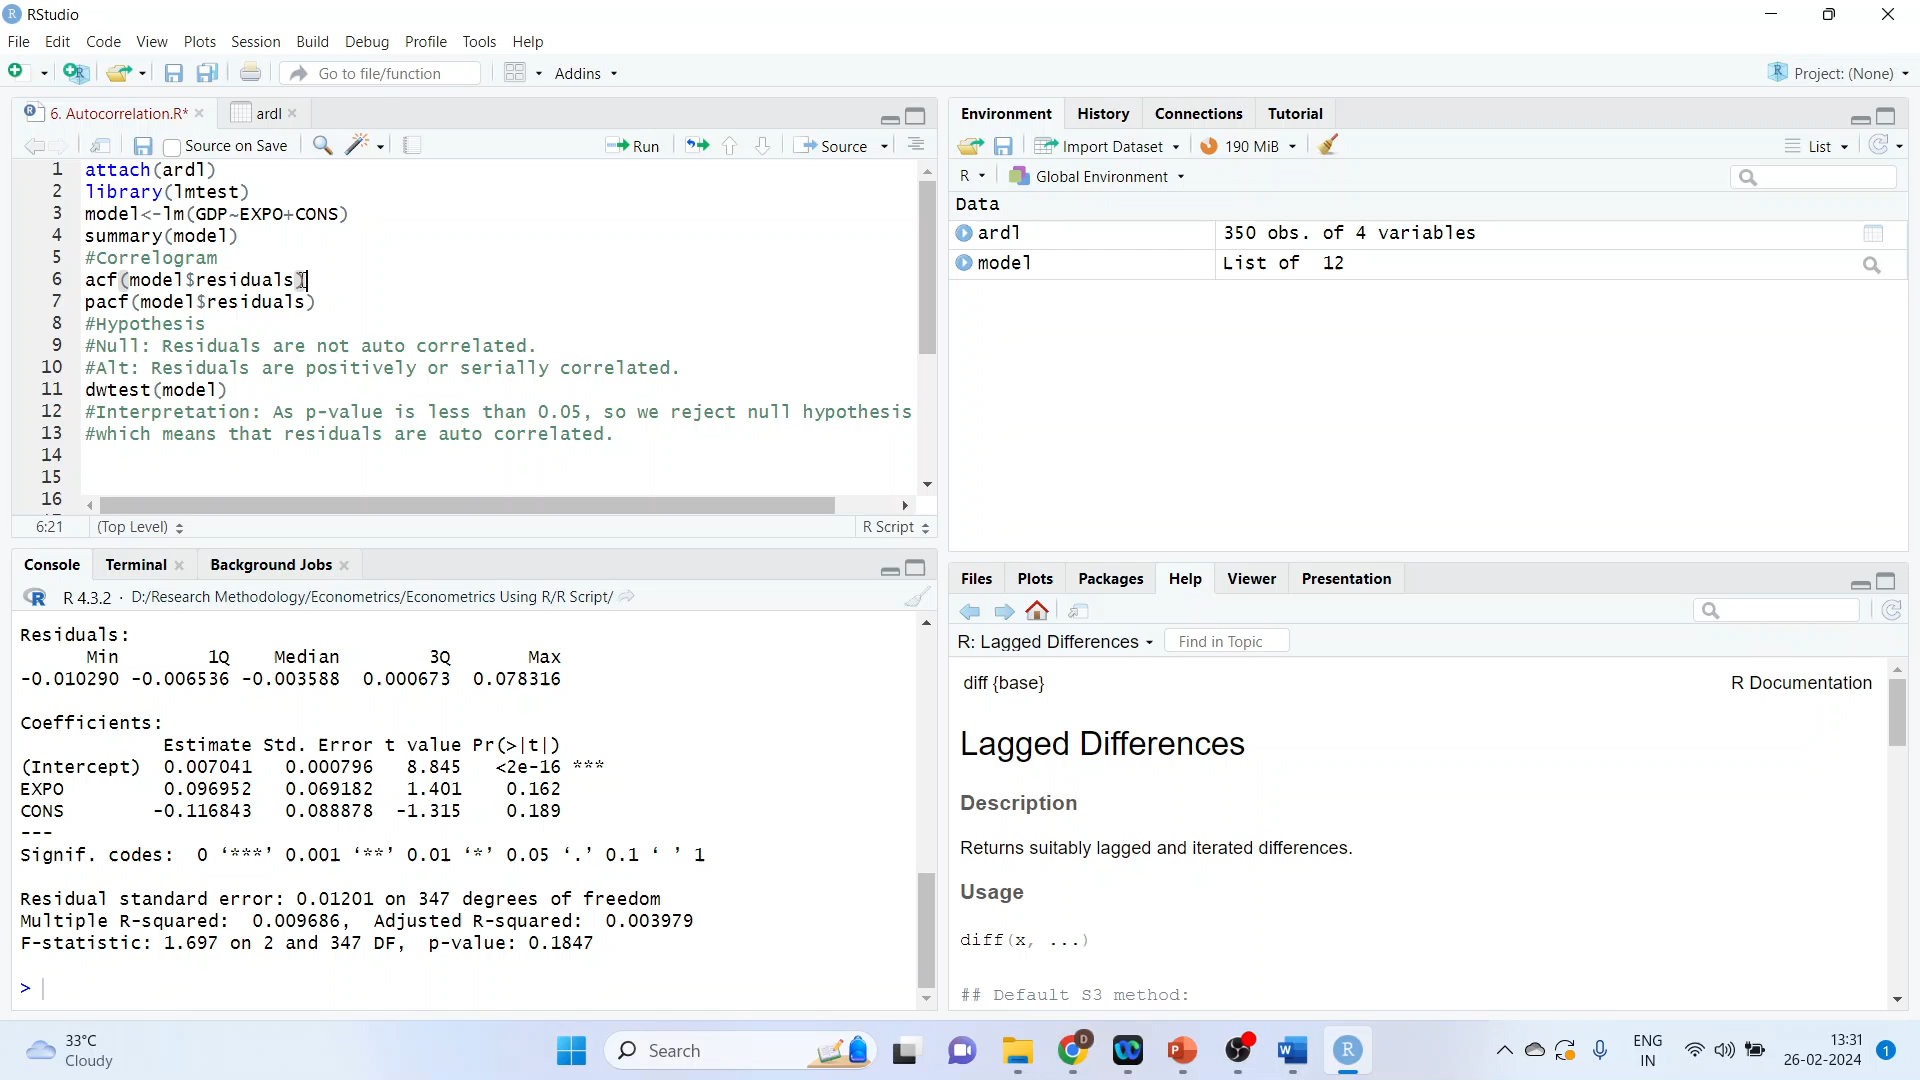 RStudio
File Edit Code View Plots Session Build Debug Profile Tools Help
Go to file/function Addins Project: (None)
6. Autocorrelation.R* ardl
Source on Save Run Source
1 attach(ardl)
2 library(lmtest)
3 model<-lm(GDP~EXPO+CONS)
4 summary(model)
5 #Correlogram
6 acf(model$residuals)
7 pacf(model$residuals)
8 #Hypothesis
9 #Null: Residuals are not auto correlated.
10 #Alt: Residuals are positively or serially correlated.
11 dwtest(model)
12 #Interpretation: As p-value is less than 0.05, so we reject null hypothesis
13 #which means that residuals are auto correlated.
14
15
16
6:21 (Top Level) R Script
Console Terminal Background Jobs
R 4.3.2 · D:/Research Methodology/Econometrics/Econometrics Using R/R Script/
Residuals:
Min 1Q Median 3Q Max
-0.010290 -0.006536 -0.003588 0.000673 0.078316
Coefficients:
Estimate Std. Error t value Pr(>|t|)
(Intercept) 0.007041 0.000796 8.845 <2e-16 ***
EXPO 0.096952 0.069182 1.401 0.162
CONS -0.116843 0.088878 -1.315 0.189
---
Signif. codes: 0 ‘***’ 0.001 ‘**’ 0.01 ‘*’ 0.05 ‘.’ 0.1 ‘ ’ 1
Residual standard error: 0.01201 on 347 degrees of freedom
Multiple R-squared: 0.009686, Adjusted R-squared: 0.003979
F-statistic: 1.697 on 2 and 347 DF, p-value: 0.1847
>
Environment History Connections Tutorial
Import Dataset 190 MiB List
R Global Environment
Data
ardl 350 obs. of 4 variables
model List of 12
Files Plots Packages Help Viewer Presentation
R: Lagged Differences Find in Topic
diff {base} R Documentation
Lagged Differences
Description
Returns suitably lagged and iterated differences.
Usage
diff(x, ...)
## Default S3 method:
33°C
Cloudy
Search
ENG
IN
13:31
26-02-2024
1